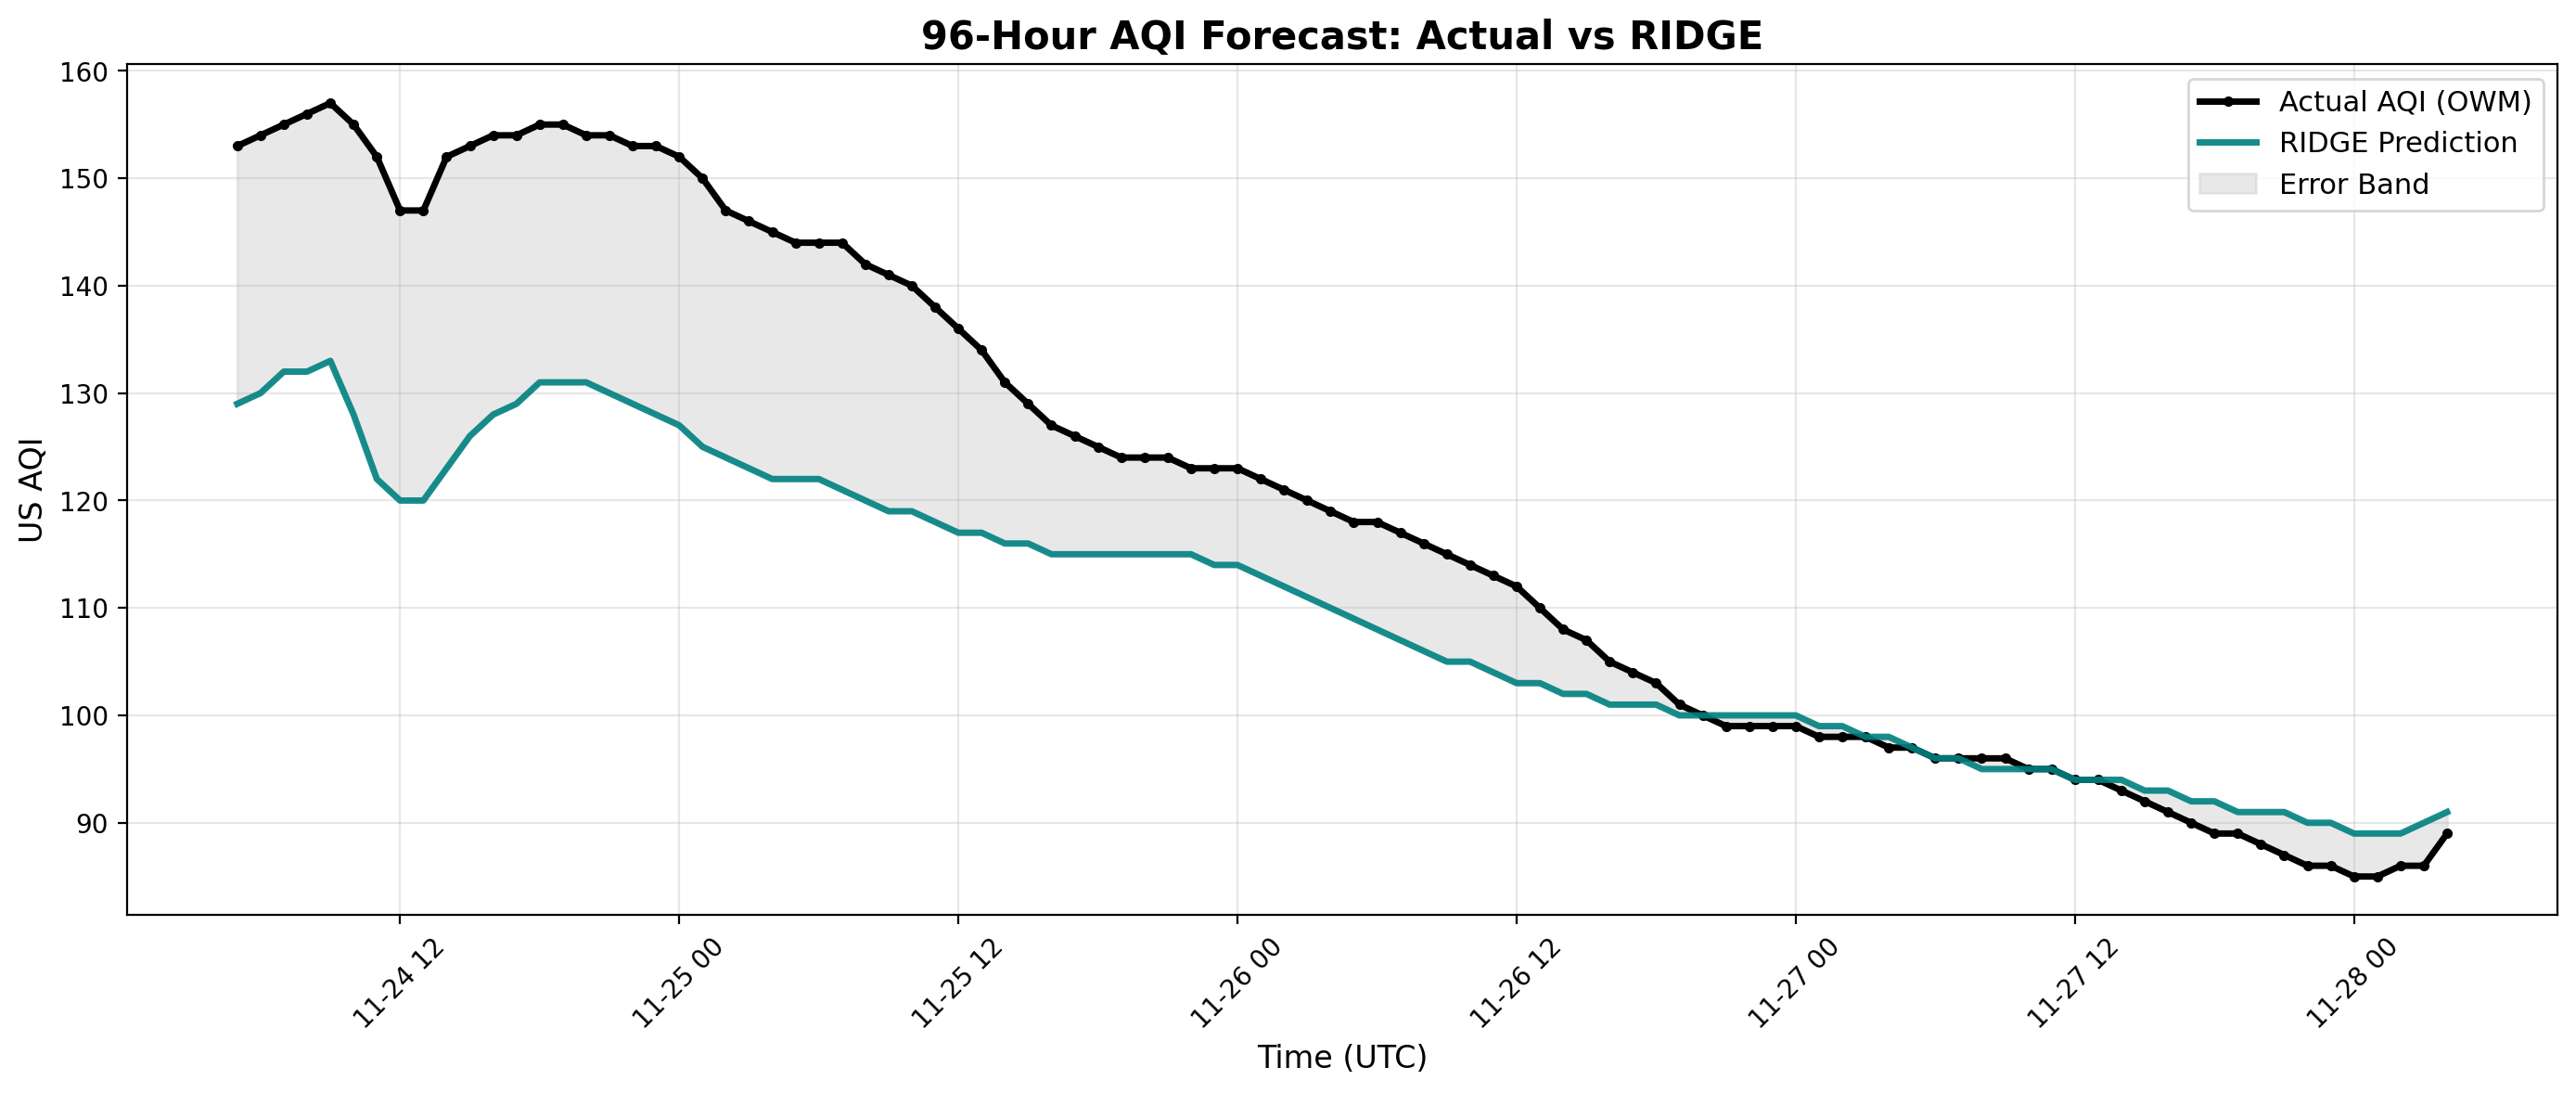 96-Hour AQI Forecast: Actual vs RIDGE
Actual AQI (OWM)
RIDGE Prediction
Error Band
US AQI
160
150
140
130
120
110
100
90
11-24 12
11-25 00
11-25 12
11-26 00
11-26 12
11-27 00
11-27 12
11-28 00
Time (UTC)